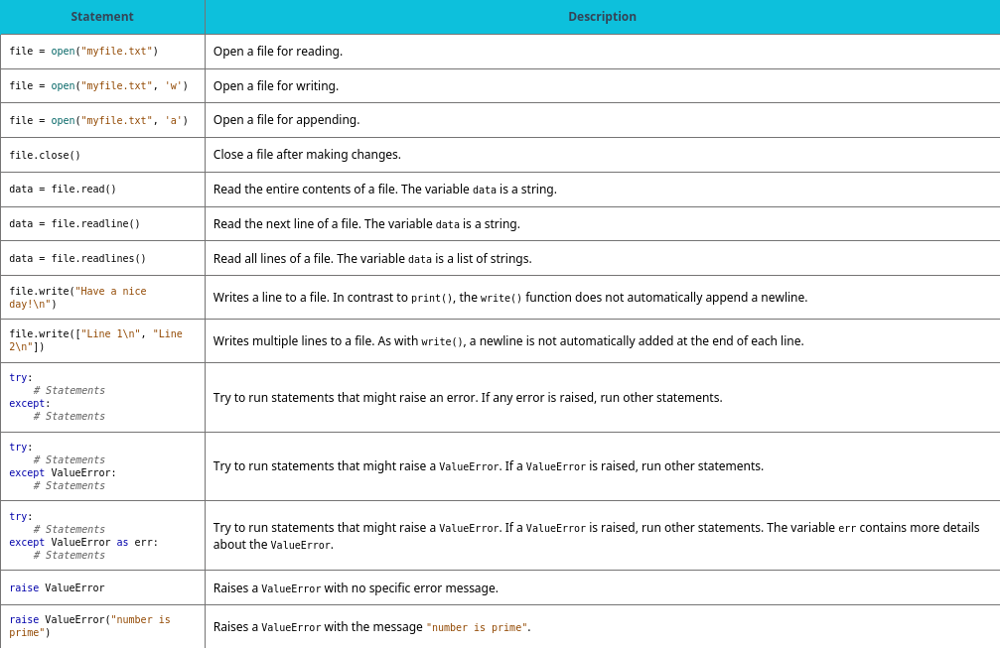 Statement
Description
file = open("myfile.txt")
Open a file for reading.
file = open("myfile.txt", 'w')
Open a file for writing.
file = open("myfile.txt", 'a')
Open a file for appending.
file.close()
Close a file after making changes.
data = file.read()
Read the entire contents of a file. The variable data is a string.
data = file.readline()
Read the next line of a file. The variable data is a string.
data = file.readlines()
Read all lines of a file. The variable data is a list of strings.
file.write("Have a nice
day!\n")
Writes a line to a file. In contrast to print(), the write() function does not automatically append a newline.
file.write(["Line 1\n", "Line
2\n"])
Writes multiple lines to a file. As with write(), a newline is not automatically added at the end of each line.
try:
    # Statements
except:
    # Statements
Try to run statements that might raise an error. If any error is raised, run other statements.
try:
    # Statements
except ValueError:
    # Statements
Try to run statements that might raise a ValueError. If a ValueError is raised, run other statements.
try:
    # Statements
except ValueError as err:
    # Statements
Try to run statements that might raise a ValueError. If a ValueError is raised, run other statements. The variable err contains more details
about the ValueError.
raise ValueError
Raises a ValueError with no specific error message.
raise ValueError("number is
prime")
Raises a ValueError with the message "number is prime".